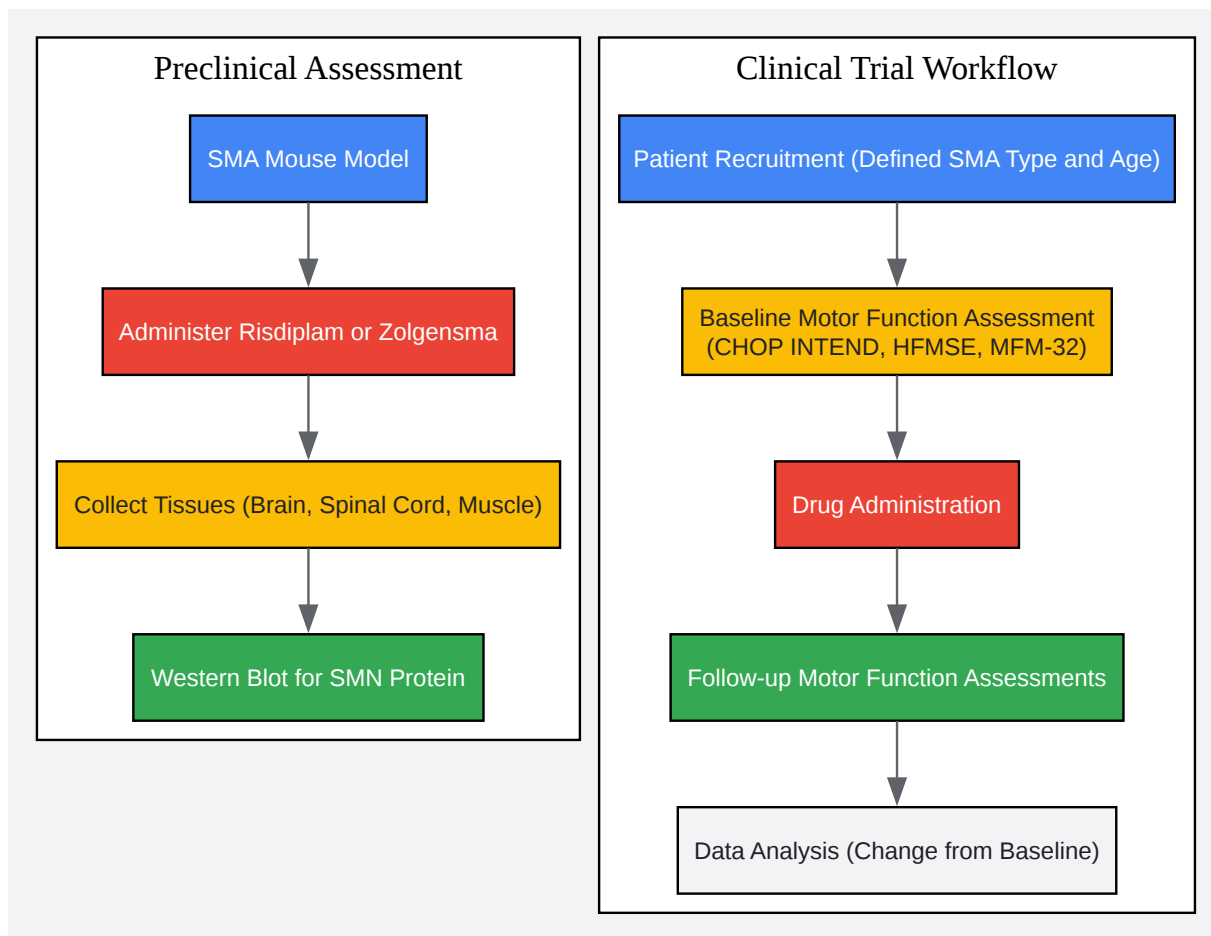 Preclinical Assessment
SMA Mouse Model
Administer Risdiplam or Zolgensma
Collect Tissues (Brain, Spinal Cord, Muscle)
Western Blot for SMN Protein
Clinical Trial Workflow
Patient Recruitment (Defined SMA Type and Age)
Baseline Motor Function Assessment
(CHOP INTEND, HFMSE, MFM-32)
Drug Administration
Follow-up Motor Function Assessments
Data Analysis (Change from Baseline)